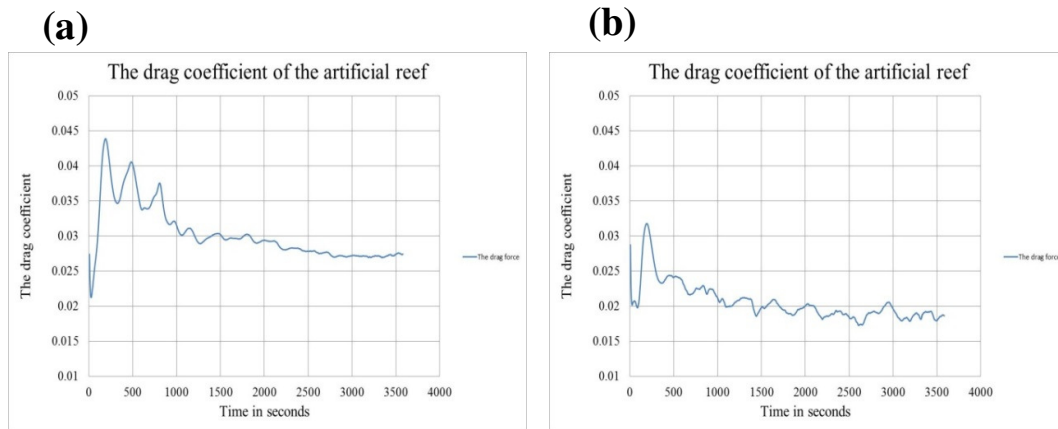 (a)
The drag coefficient of the artificial reef
0.05
0.045
0.04
0.035
0.03
0.025
0.02
0.015
0.01
The drag coefficient
0 500 1000 1500 2000 2500 3000 3500 4000
Time in seconds
The drag force
(b)
The drag coefficient of the artificial reef
0.05
0.045
0.04
0.035
0.03
0.025
0.02
0.015
0.01
The drag coefficient
0 500 1000 1500 2000 2500 3000 3500 4000
Time in seconds
The drag force